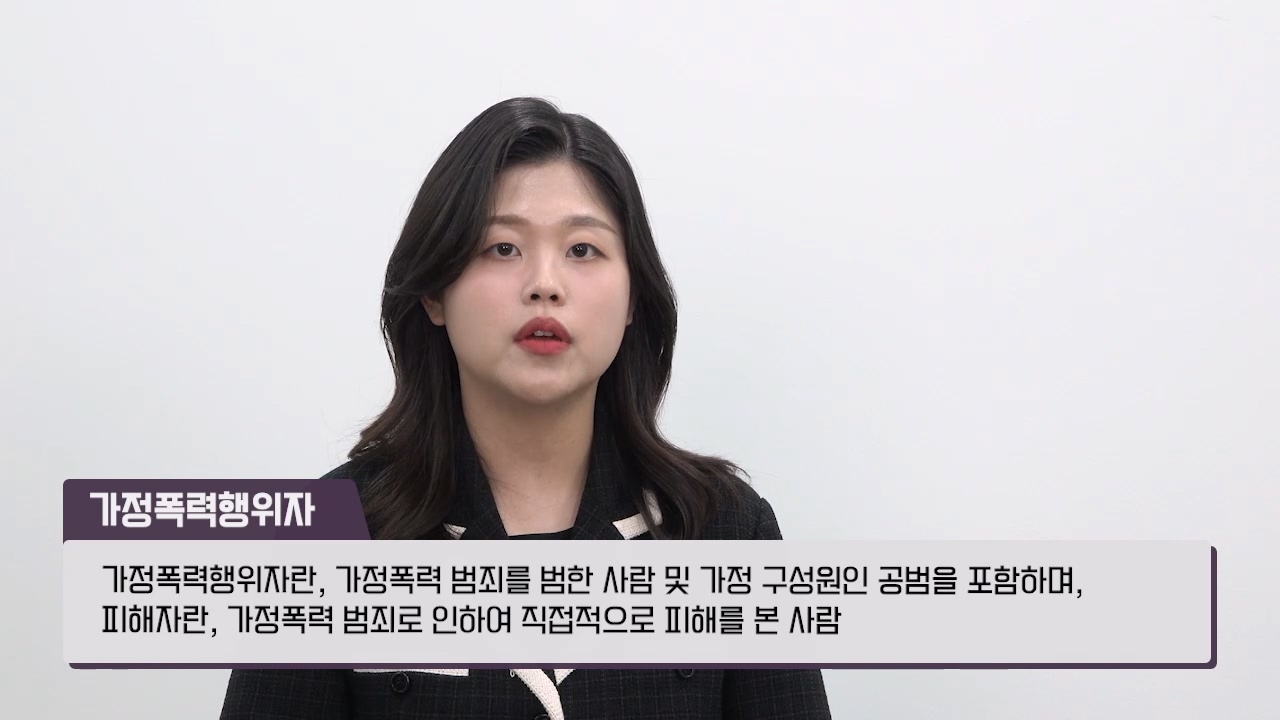 가정폭력행위자
가정폭력행위자란, 가정폭력 범죄를 범한 사람 및 가정 구성원인 공범을 포함하며,
피해자란, 가정폭력 범죄로 인하여 직접적으로 피해를 본 사람